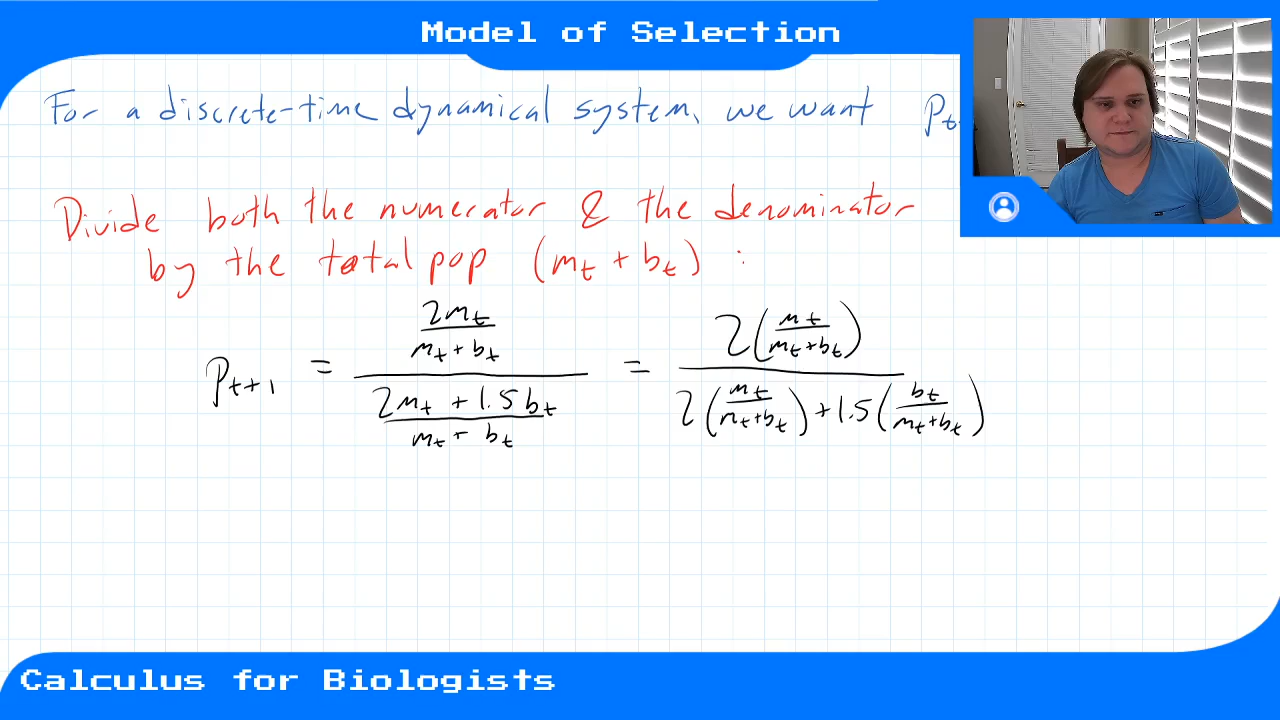 Model of Selection
For a discrete-time dynamical system, we want Pt
Divide both the numerator & the denominator
by the total pop (mt + bt) :
Pt+1 = (2mt / (mt + bt)) / ((2mt + 1.5bt) / (mt + bt)) = 2(mt / (mt + bt)) / (2(mt / (mt + bt)) + 1.5(bt / (mt + bt)))
Calculus for Biologists